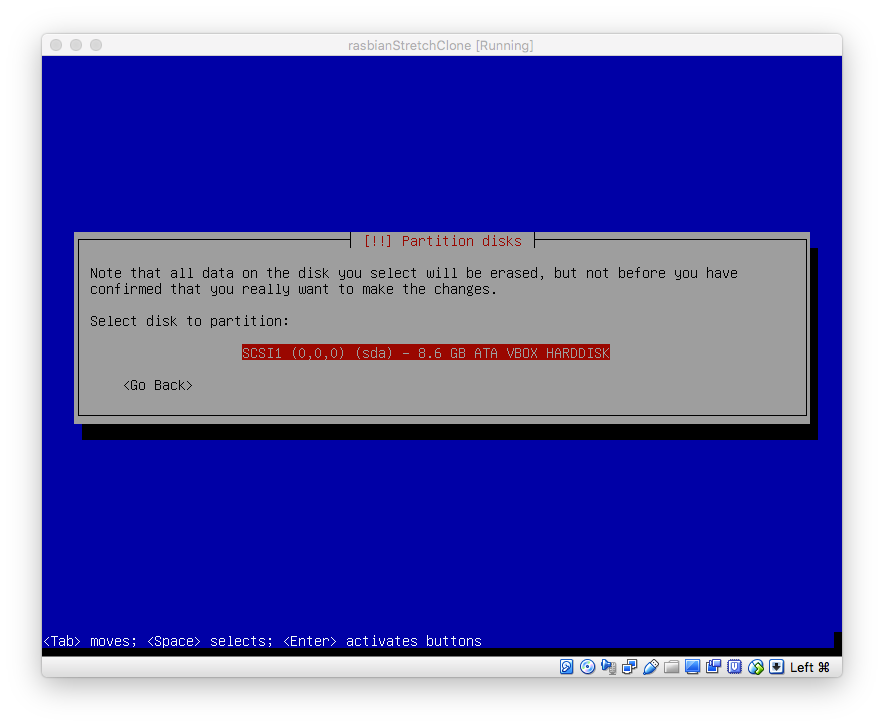 rasbianStretchClone [Running]
[!!] Partition disks
Note that all data on the disk you select will be erased, but not before you have
confirmed that you really want to make the changes.
Select disk to partition:
SCSI1 (0,0,0) (sda) - 8.6 GB ATA VBOX HARDDISK
<Go Back>
<Tab> moves; <Space> selects; <Enter> activates buttons
Left ⌘